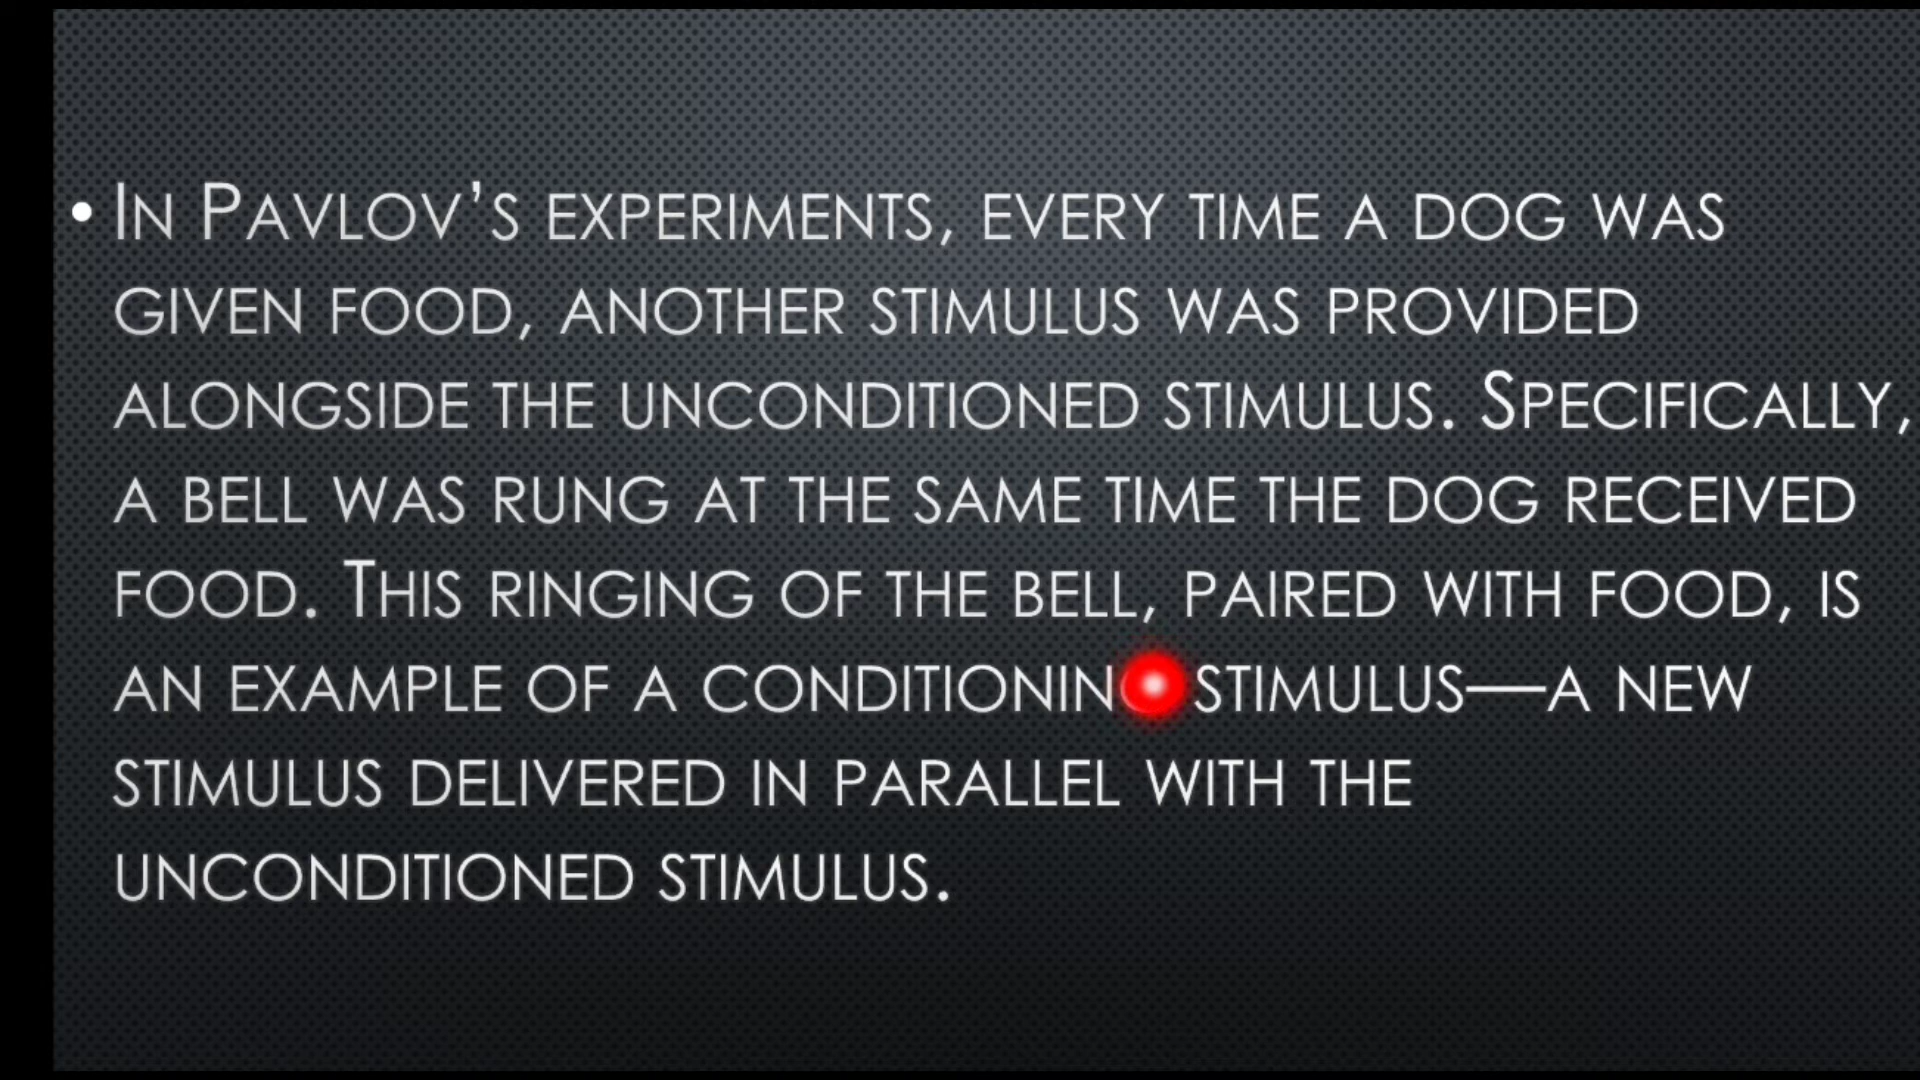 • In Pavlov’s experiments, every time a dog was
given food, another stimulus was provided
alongside the unconditioned stimulus. Specifically,
a bell was rung at the same time the dog received
food. This ringing of the bell, paired with food, is
an example of a conditioning stimulus—a new
stimulus delivered in parallel with the
unconditioned stimulus.